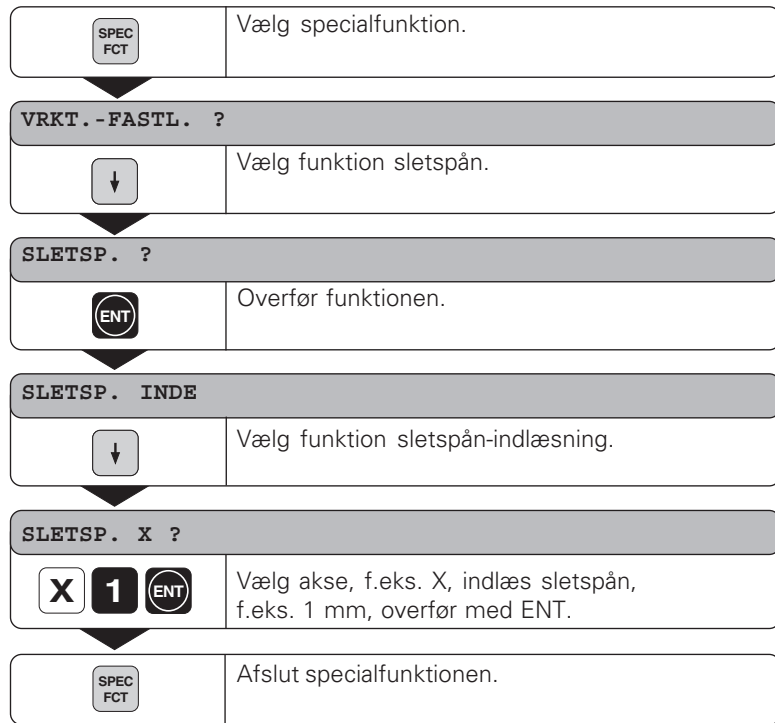 SPEC
FCT
Vælg specialfunktion.
VRKT.-FASTL. ?
Vælg funktion sletspån.
SLETSP. ?
ENT
Overfør funktionen.
SLETSP. INDE
Vælg funktion sletspån-indlæsning.
SLETSP. X ?
X 1 ENT
Vælg akse, f.eks. X, indlæs sletspån,
f.eks. 1 mm, overfør med ENT.
SPEC
FCT
Afslut specialfunktionen.